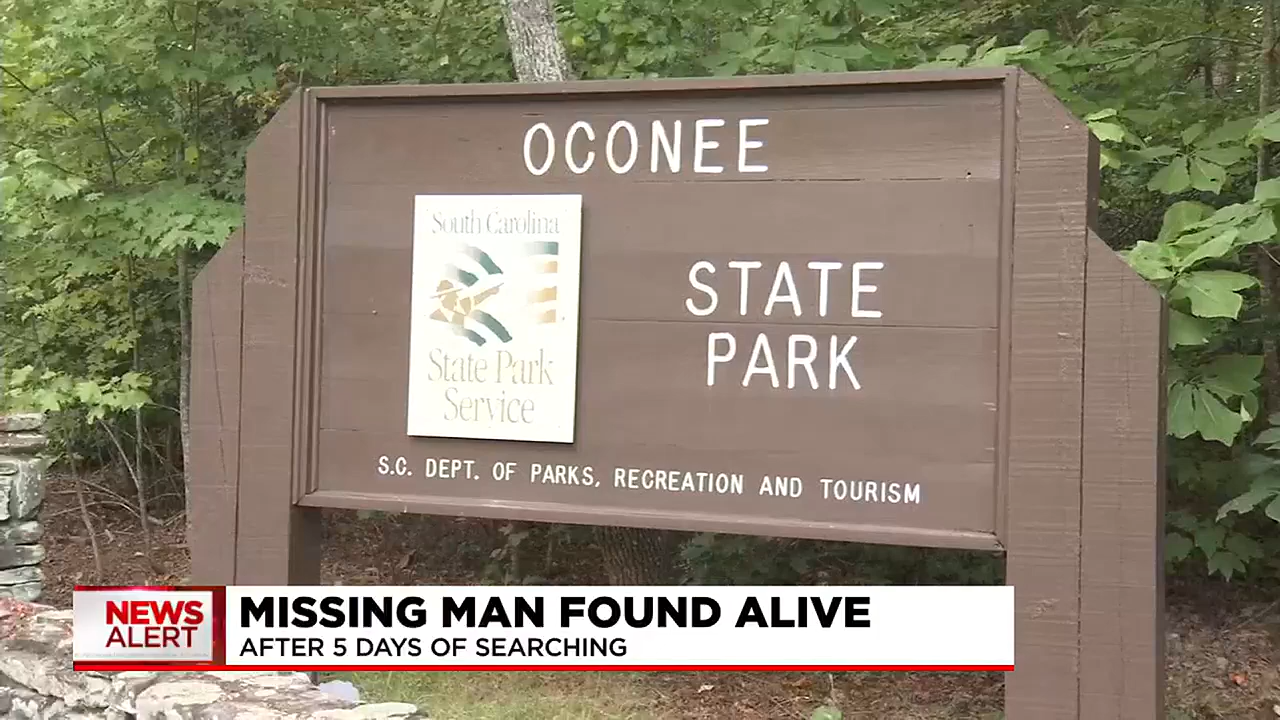 OCONEE
South Carolina
State Park
Service
STATE
PARK
S.C. DEPT. OF PARKS, RECREATION AND TOURISM
NEWS
ALERT
MISSING MAN FOUND ALIVE
AFTER 5 DAYS OF SEARCHING